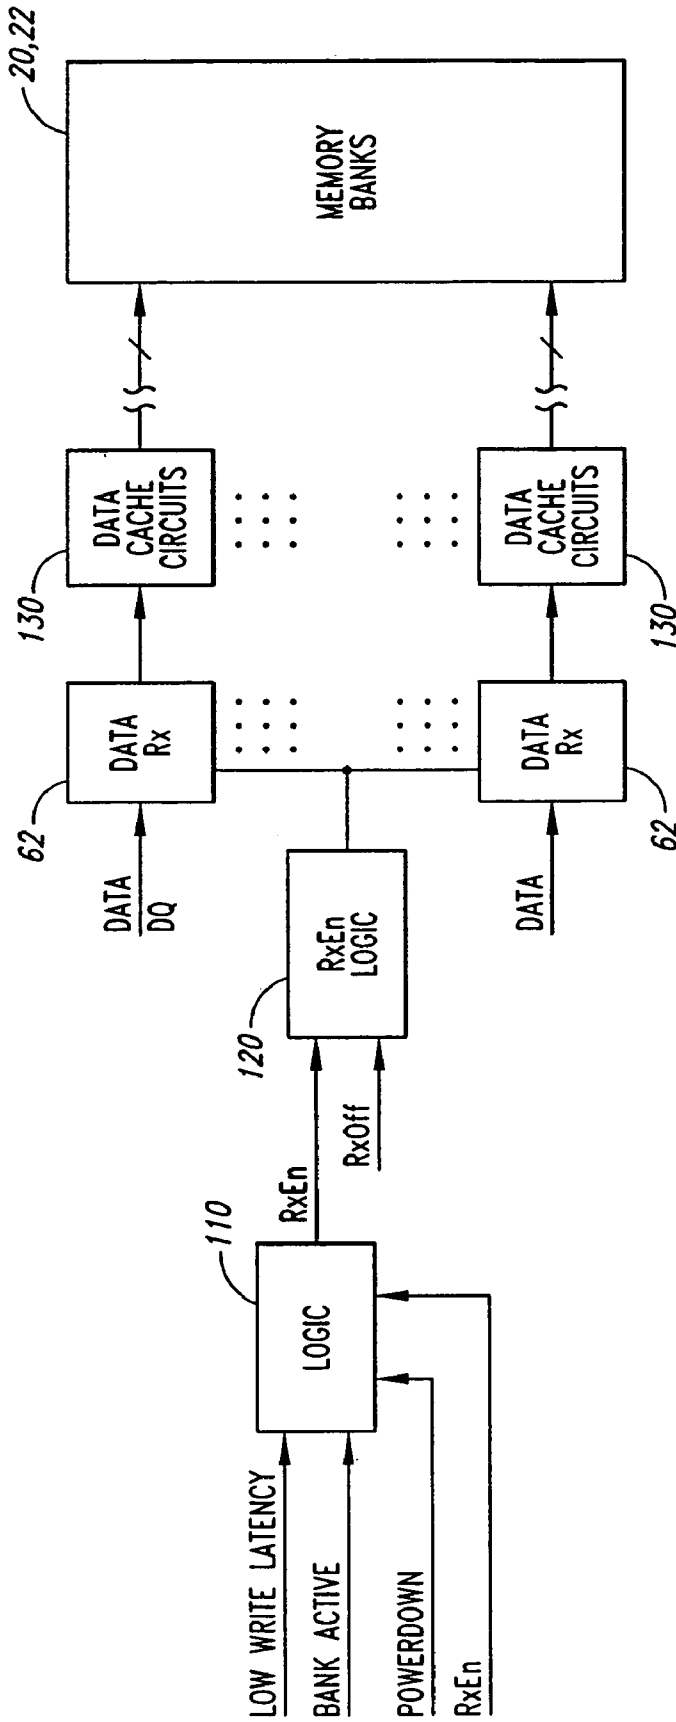 LOW WRITE LATENCY
BANK ACTIVE
POWERDOWN
RxEn
110
LOGIC
RxEn
RxOff
120
RxEn
LOGIC
DATA
DQ
62
DATA
Rx
130
DATA
CACHE
CIRCUITS
DATA
62
DATA
Rx
130
DATA
CACHE
CIRCUITS
20,22
MEMORY
BANKS